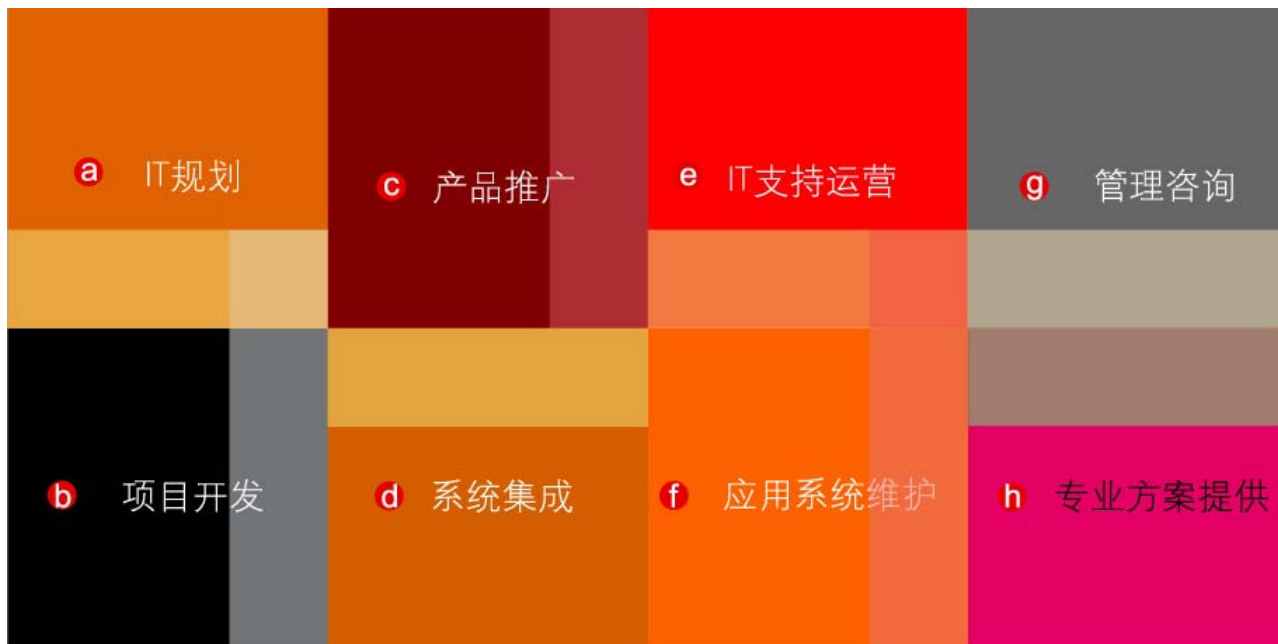 a IT规划
c 产品推广
e IT支持运营
g 管理咨询
b 项目开发
d 系统集成
f 应用系统维护
h 专业方案提供